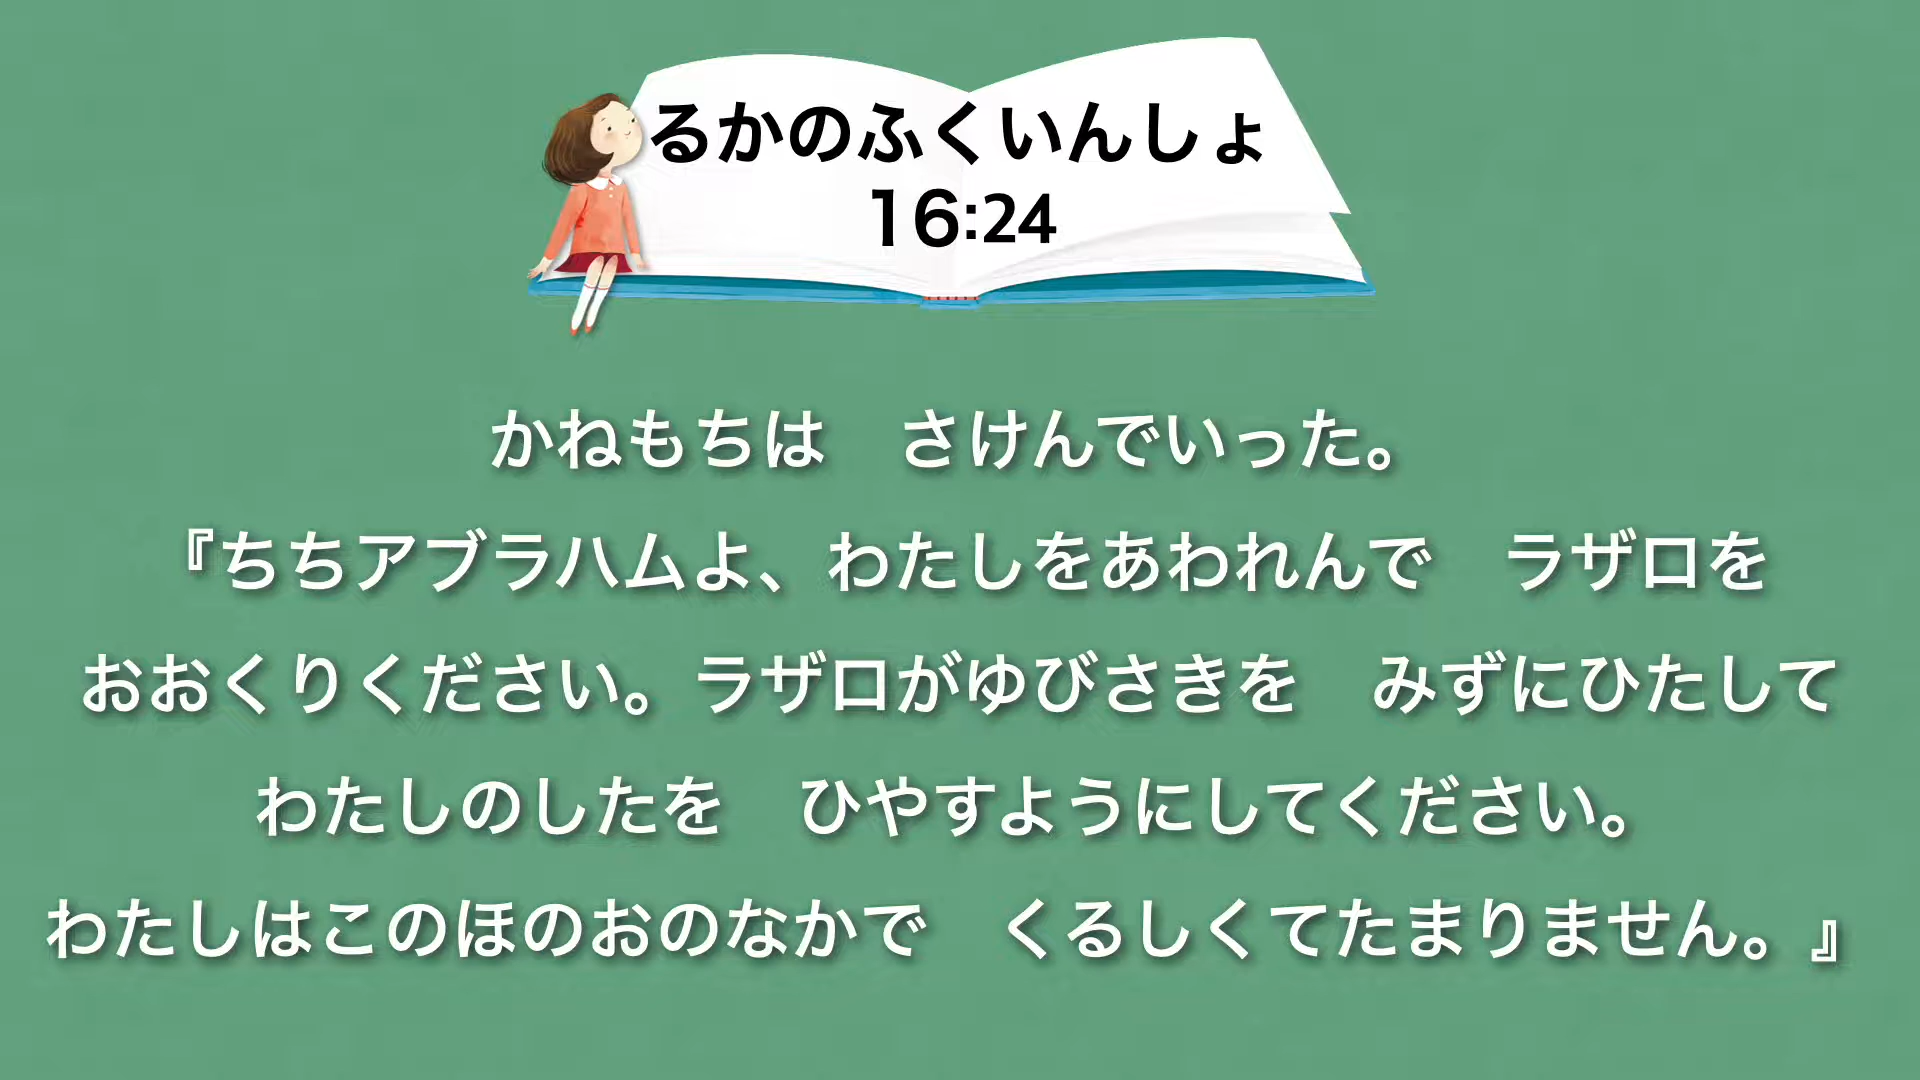 るかのふくいんしょ
16:24
かねもちは　さけんでいった。
『ちちアブラハムよ、わたしをあわれんで　ラザロを
おおくりください。ラザロがゆびさきを　みずにひたして
わたしのしたを　ひやすようにしてください。
わたしはこのほのおのなかで　くるしくてたまりません。』